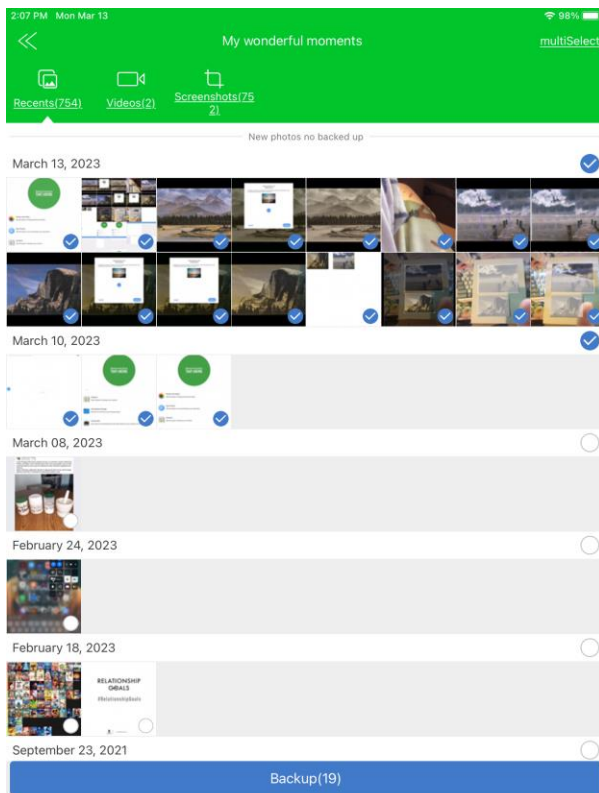 2:07 PM Mon Mar 13
98%
My wonderful moments
multiSelect
Recents(754)
Videos(2)
Screenshots(75
2)
New photos no backed up
March 13, 2023
March 10, 2023
March 08, 2023
February 24, 2023
February 18, 2023
RELATIONSHIP
GOALS
#RelationshipGoals
September 23, 2021
Backup(19)